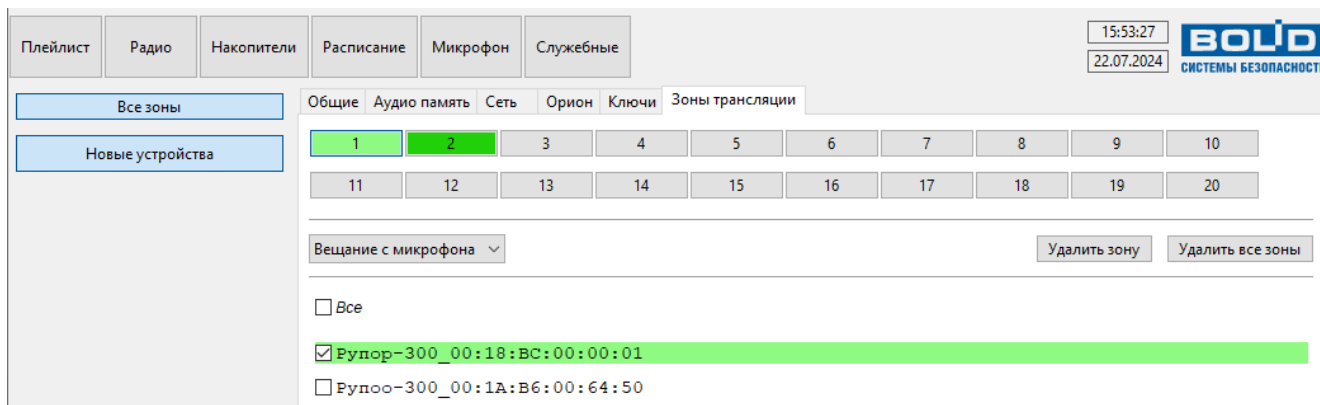 Плейлист Радио Накопители Расписание Микрофон Служебные 15:53:27
22.07.2024
BOLID
СИСТЕМЫ БЕЗОПАСНОСТИ
Все зоны
Новые устройства
Общие Аудио память Сеть Орион Ключи Зоны трансляции
1 2 3 4 5 6 7 8 9 10
11 12 13 14 15 16 17 18 19 20
Вещание с микрофона Удалить зону Удалить все зоны
Все
Рупор-300_00:18:BC:00:00:01
Рупоо-300_00:1A:B6:00:64:50